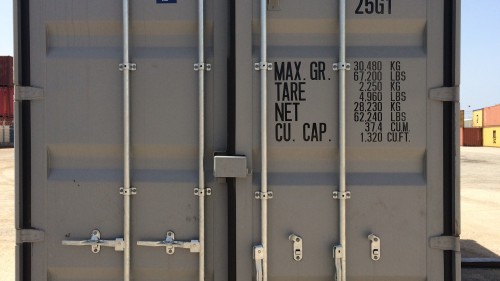 25G1
MAX. GR. 30.480 KG
67.200 LBS
TARE 2.250 KG
4.960 LBS
NET 28.230 KG
62.240 LBS
CU. CAP. 37.4 CU.M.
1.320 CU.FT.